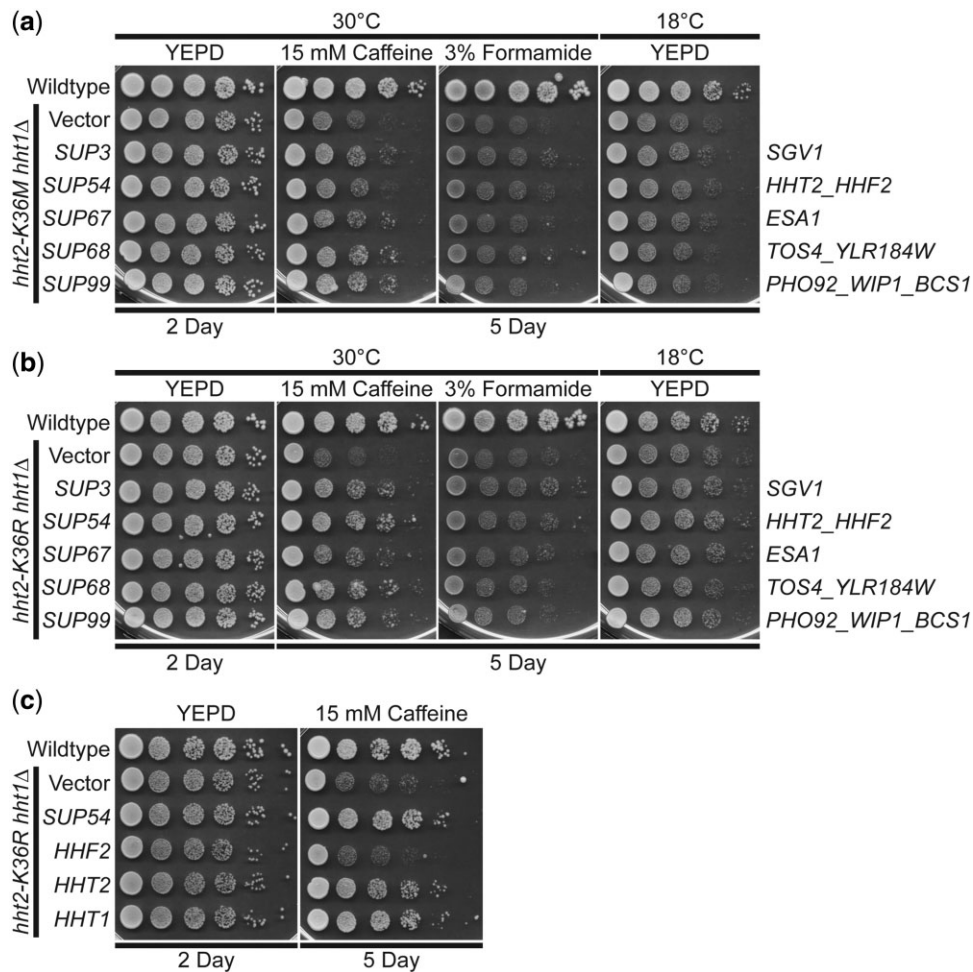 (a)
30°C 18°C
YEPD 15 mM Caffeine 3% Formamide YEPD
Wildtype
Vector
SUP3 SGV1
SUP54 HHT2_HHF2
SUP67 ESA1
SUP68 TOS4_YLR184W
SUP99 PHO92_WIP1_BCS1
hht2-K36M hht1Δ
2 Day 5 Day
(b)
30°C 18°C
YEPD 15 mM Caffeine 3% Formamide YEPD
Wildtype
Vector
SUP3 SGV1
SUP54 HHT2_HHF2
SUP67 ESA1
SUP68 TOS4_YLR184W
SUP99 PHO92_WIP1_BCS1
hht2-K36R hht1Δ
2 Day 5 Day
(c)
YEPD 15 mM Caffeine
Wildtype
Vector
SUP54
HHF2
HHT2
HHT1
hht2-K36R hht1Δ
2 Day 5 Day